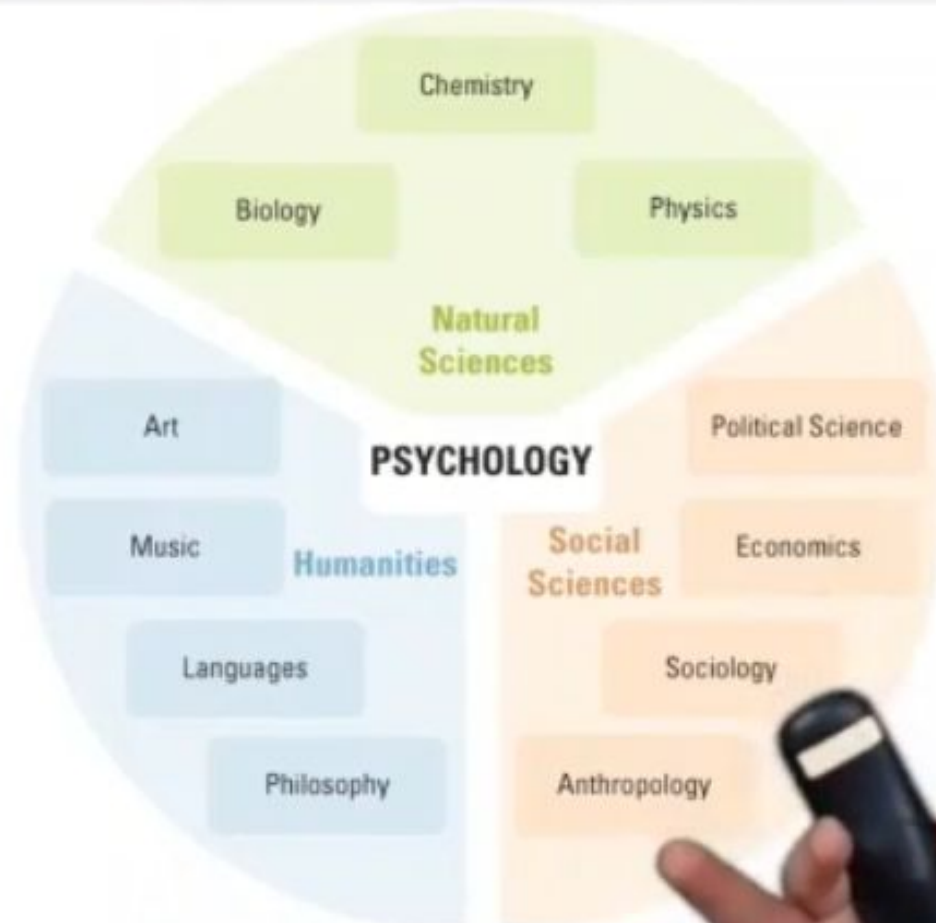 Chemistry
Biology
Physics
Natural
Sciences
Art
Political Science
PSYCHOLOGY
Music
Humanities
Social
Sciences
Economics
Languages
Sociology
Philosophy
Anthropology